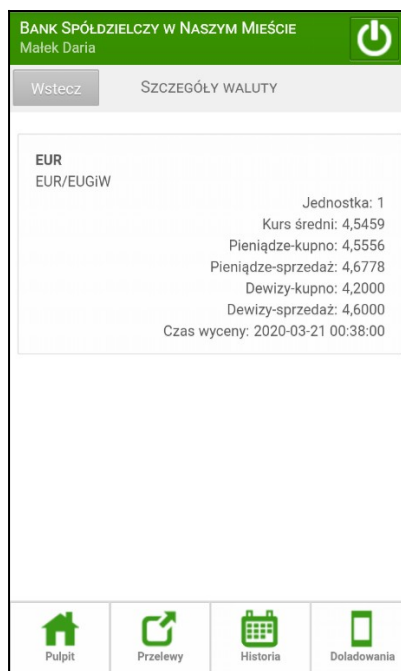 Bank Spółdzielczy w Naszym Mieście
Małek Daria
Wstecz
Szczegóły waluty
EUR
EUR/EUGiW
Jednostka: 1
Kurs średni: 4,5459
Pieniądze-kupno: 4,5556
Pieniądze-sprzedaż: 4,6778
Dewizy-kupno: 4,2000
Dewizy-sprzedaż: 4,6000
Czas wyceny: 2020-03-21 00:38:00
Pulpit
Przelewy
Historia
Doładowania